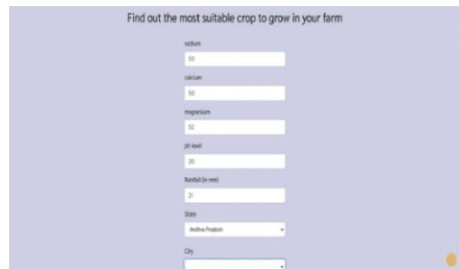 Find out the most suitable crop to grow in your farm
sodium
50
calcium
50
magnesium
52
ph level
20
Rainfall (in mm)
21
State
Andhra Pradesh
City